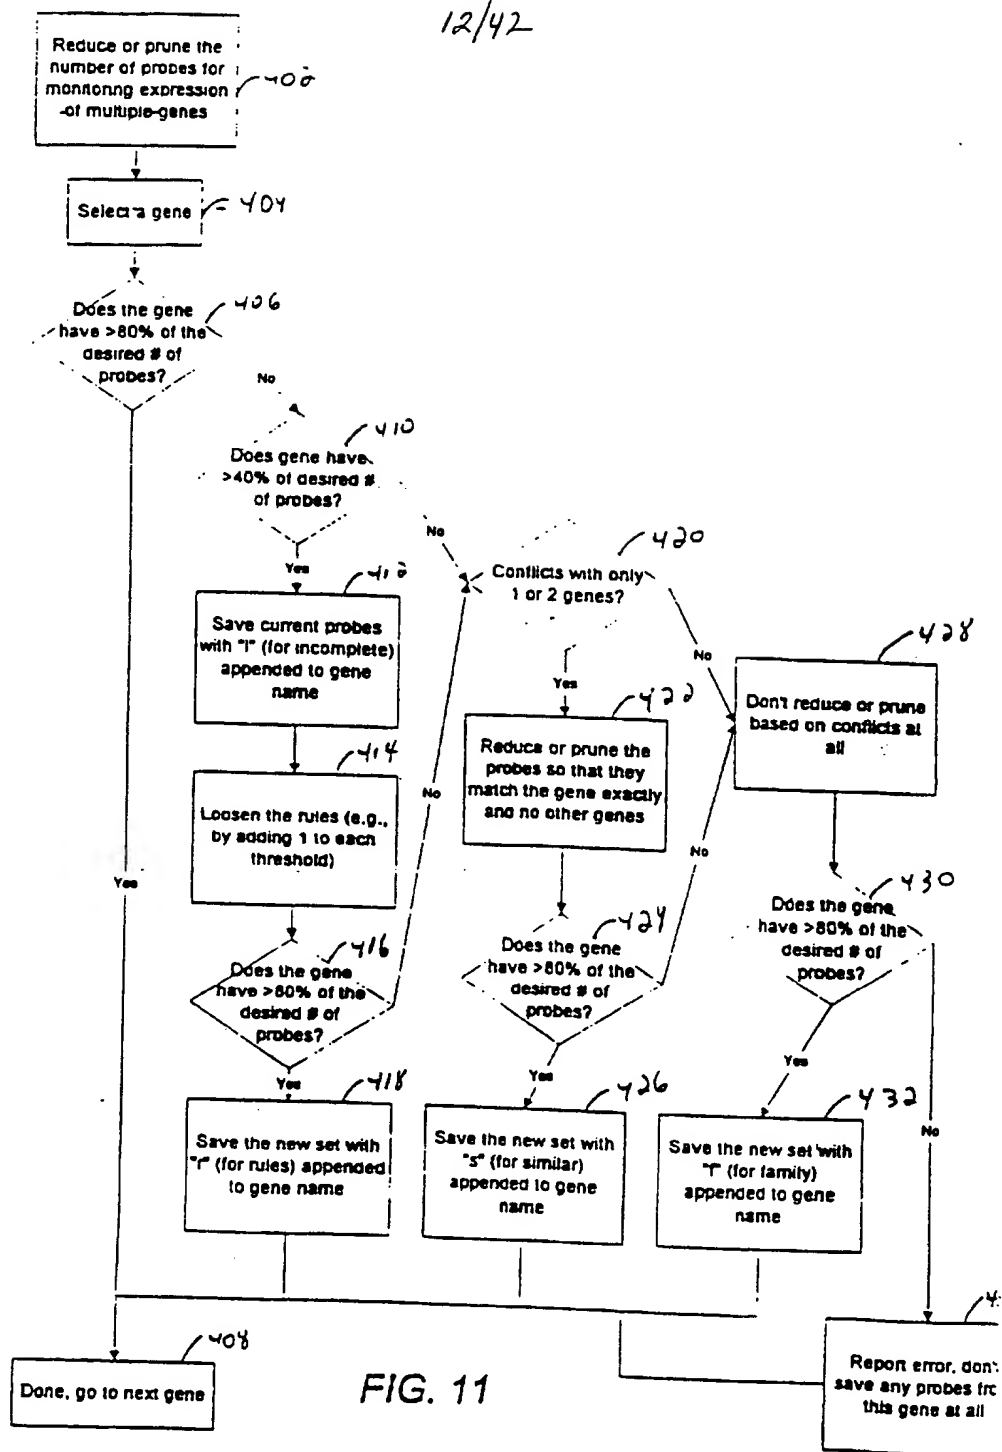 12/42
Reduce or prune the
number of probes for
monitoring expression
of multiple genes
Select a gene
404
Does the gene
have >80% of the
desired # of
probes?
406
No
Does gene have
>40% of desired #
of probes?
410
Yes
No
Conflicts with only
1 or 2 genes?
420
Save current probes
with "i" (for incomplete)
appended to gene
name
412
Yes
No
Reduce or prune the
probes so that they
match the gene exactly
and no other genes
422
Don't reduce or prune
based on conflicts at
all
428
Loosen the rules (e.g.,
by adding 1 to each
threshold)
414
No
No
Yes
Does the gene
have >80% of the
desired # of
probes?
416
Does the gene
have >80% of the
desired # of
probes?
424
Does the gene
have >80% of the
desired # of
probes?
430
Yes
Yes
Yes
No
Save the new set with
"r" (for rules) appended
to gene name
418
Save the new set with
"s" (for similar)
appended to gene
name
426
Save the new set with
"f" (for family)
appended to gene
name
432
Done, go to next gene
408
Report error, don't
save any probes
this gene at all
FIG. 11